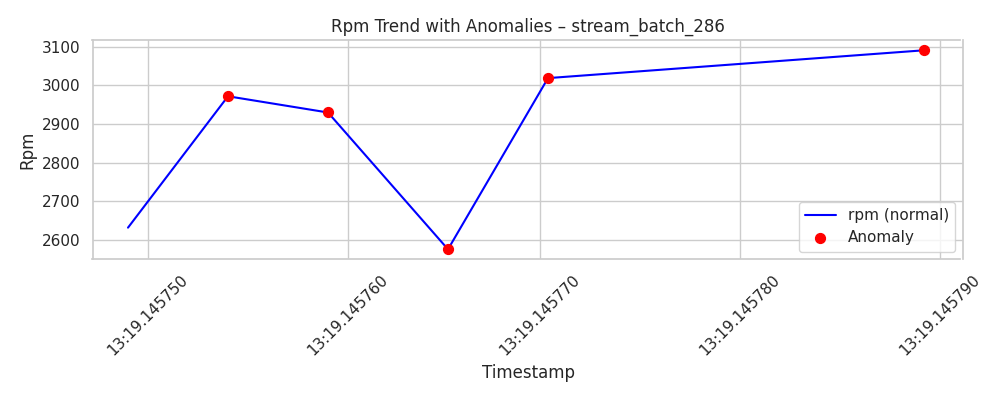 Rpm Trend with Anomalies – stream_batch_286
3100
3000
2900
2800
2700
2600
Rpm
rpm (normal)
Anomaly
13:19.145750
13:19.145760
13:19.145770
13:19.145780
13:19.145790
Timestamp